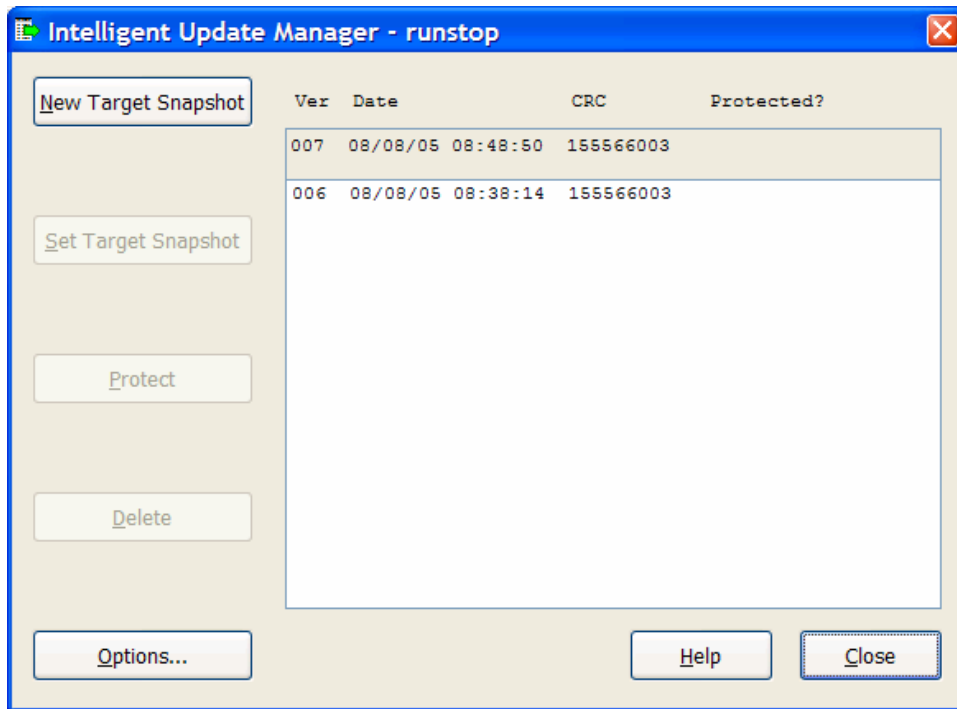 Intelligent Update Manager - runstop
New Target Snapshot
Ver Date CRC Protected?
007 08/08/05 08:48:50 155566003
006 08/08/05 08:38:14 155566003
Set Target Snapshot
Protect
Delete
Options...
Help
Close